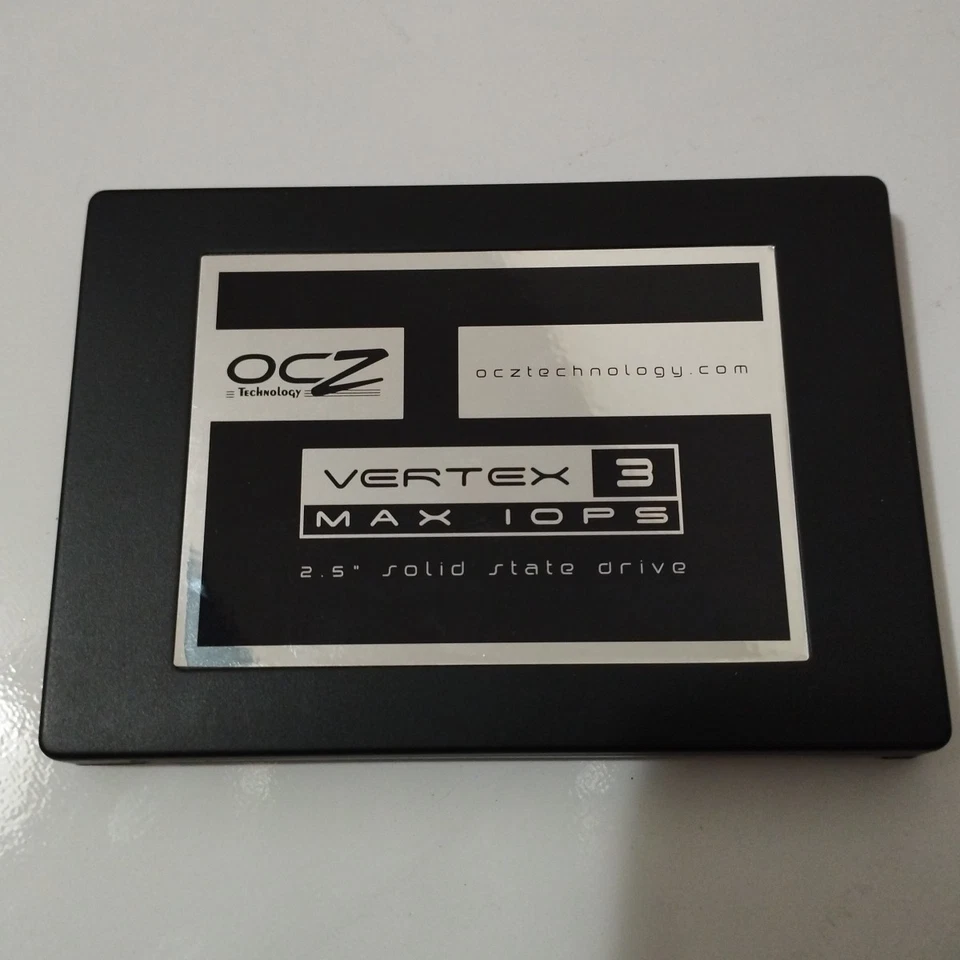 OCZ
Technology
ocztechnology.com
VERTEX 3
MAX IOPS
2.5" solid state drive